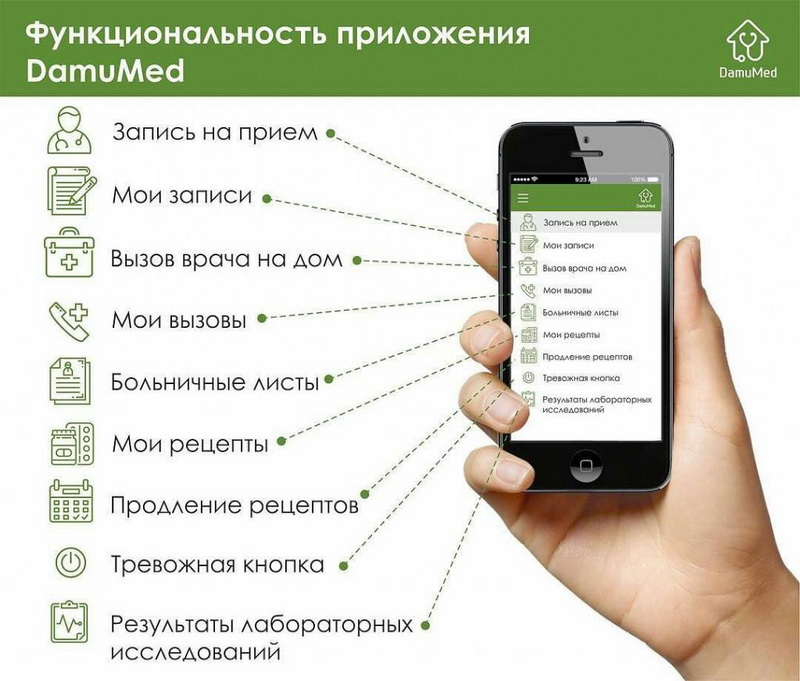 Функциональность приложения
DamuMed
DamuMed
Запись на прием
Мои записи
Вызов врача на дом
Мои вызовы
Больничные листы
Мои рецепты
Продление рецептов
Тревожная кнопка
Результаты лабораторных
исследований
9:23 AM
100%
DamuMed
Запись на прием
Мои записи
Вызов врача на дом
Мои вызовы
Больничные листы
Мои рецепты
Продление рецептов
Тревожная кнопка
Результаты лабораторных
исследований